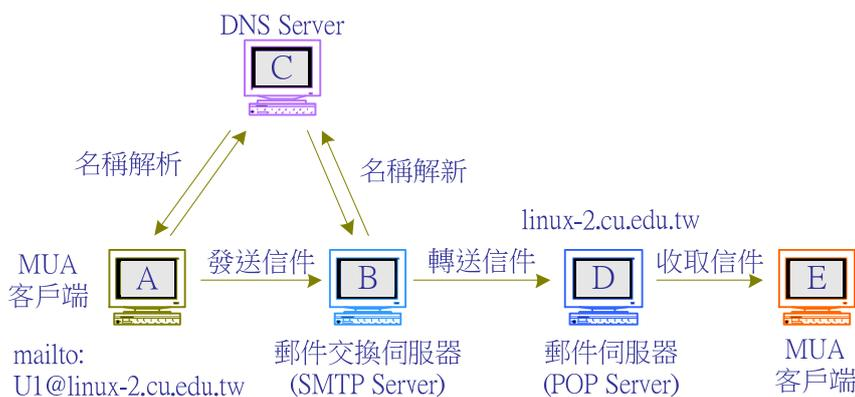 DNS Server
C
名稱解析
名稱解新
linux-2.cu.edu.tw
MUA
客戶端
A
發送信件
B
轉送信件
D
收取信件
E
mailto:
U1@linux-2.cu.edu.tw
郵件交換伺服器
(SMTP Server)
郵件伺服器
(POP Server)
MUA
客戶端